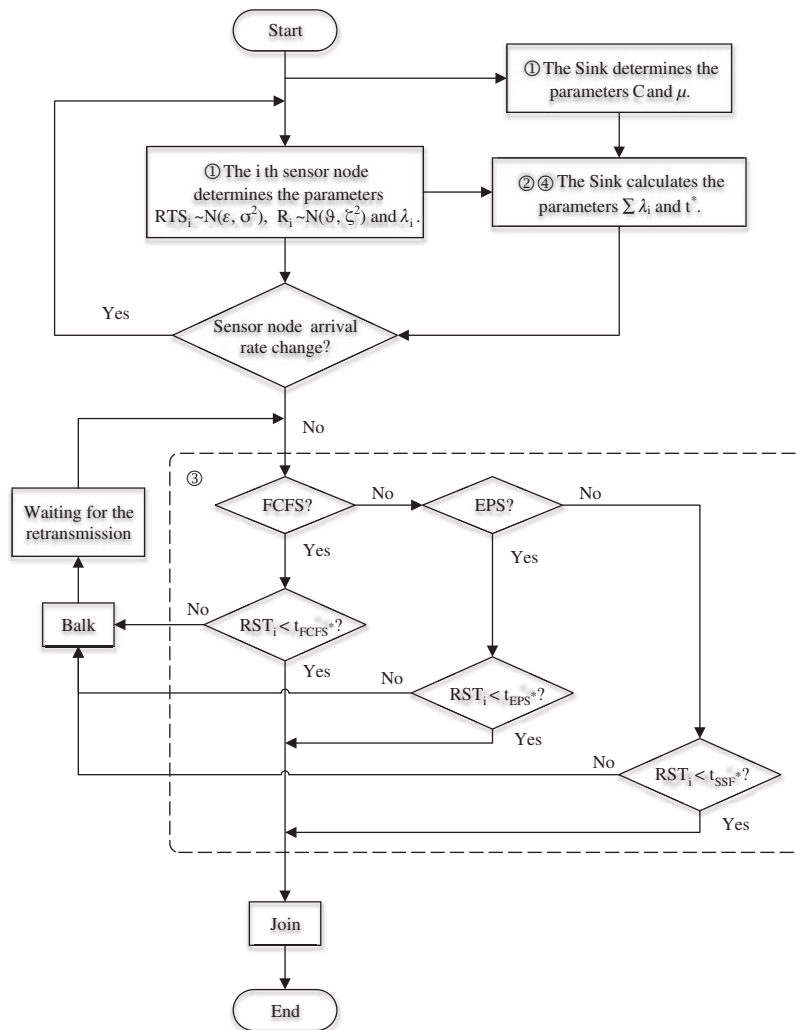 Start
① The Sink determines the
parameters C and μ.
① The i th sensor node
determines the parameters
RTSᵢ ~N(ε, σ²), Rᵢ ~N(ϑ, ζ²) and λᵢ .
②④ The Sink calculates the
parameters ∑ λᵢ and t*.
Yes
Sensor node arrival
rate change?
No
③
Waiting for the
retransmission
FCFS?
No
EPS?
No
Yes
Yes
Balk
No
RSTᵢ < t_FCFS*?
Yes
No
RSTᵢ < t_EPS*?
Yes
No
RSTᵢ < t_SSF*?
Yes
Join
End